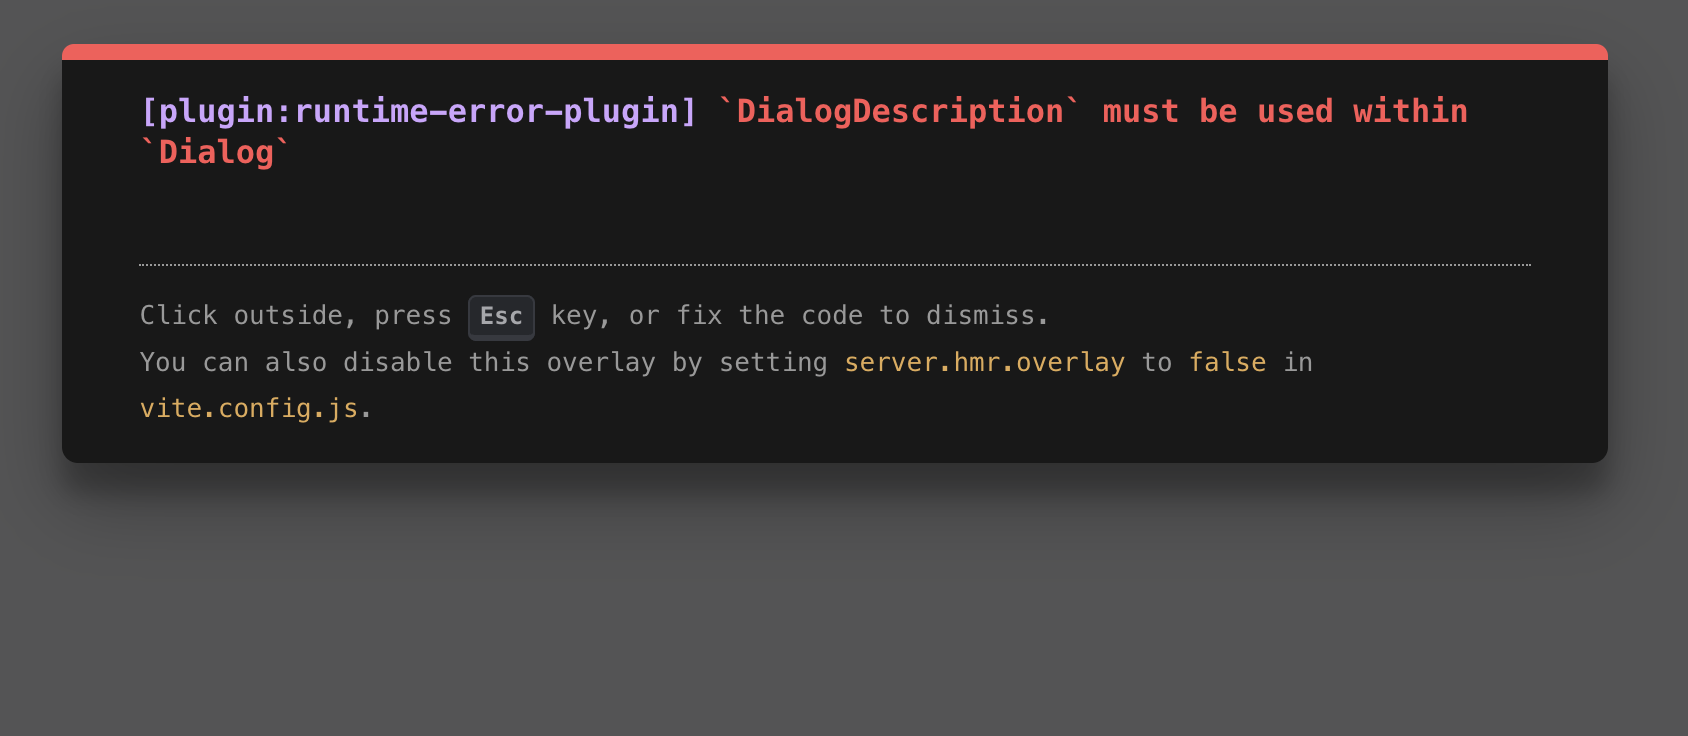 [plugin:runtime-error-plugin] `DialogDescription` must be used within
`Dialog`
Click outside, press Esc key, or fix the code to dismiss.
You can also disable this overlay by setting server.hmr.overlay to false in
vite.config.js.